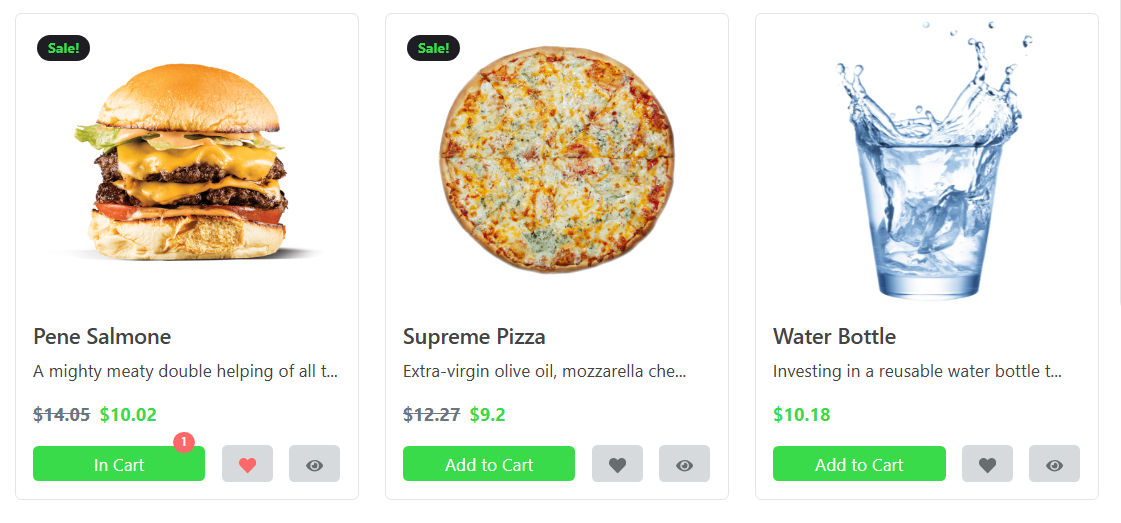 Sale!
Pene Salmone
A mighty meaty double helping of all t...
$14.05 $10.02
In Cart
1
Sale!
Supreme Pizza
Extra-virgin olive oil, mozzarella che...
$12.27 $9.2
Add to Cart
Water Bottle
Investing in a reusable water bottle t...
$10.18
Add to Cart